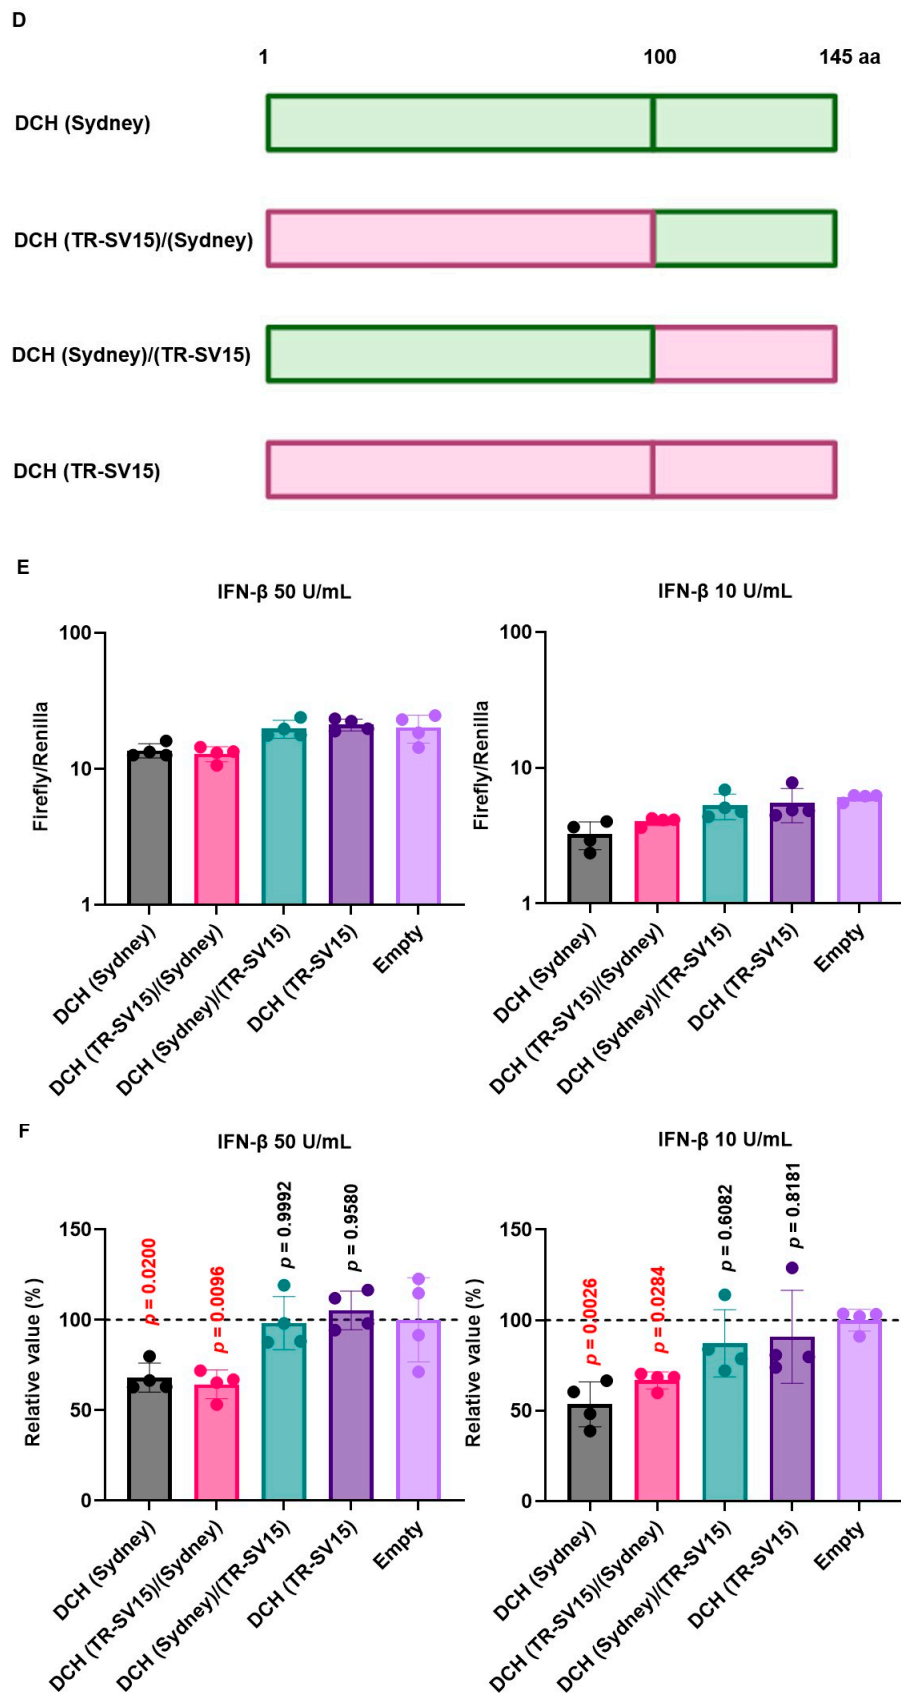 D
1 100 145 aa
DCH (Sydney)
DCH (TR-SV15)/(Sydney)
DCH (Sydney)/(TR-SV15)
DCH (TR-SV15)
E
IFN-β 50 U/mL
Firefly/Renilla
100
10
1
DCH (Sydney)
DCH (TR-SV15)/(Sydney)
DCH (Sydney)/(TR-SV15)
DCH (TR-SV15)
Empty
IFN-β 10 U/mL
Firefly/Renilla
100
10
1
DCH (Sydney)
DCH (TR-SV15)/(Sydney)
DCH (Sydney)/(TR-SV15)
DCH (TR-SV15)
Empty
F
IFN-β 50 U/mL
Relative value (%)
150
100
50
0
p = 0.0200
p = 0.0096
p = 0.9992
p = 0.9580
DCH (Sydney)
DCH (TR-SV15)/(Sydney)
DCH (Sydney)/(TR-SV15)
DCH (TR-SV15)
Empty
IFN-β 10 U/mL
Relative value (%)
150
100
50
0
p = 0.0026
p = 0.0284
p = 0.6082
p = 0.8181
DCH (Sydney)
DCH (TR-SV15)/(Sydney)
DCH (Sydney)/(TR-SV15)
DCH (TR-SV15)
Empty